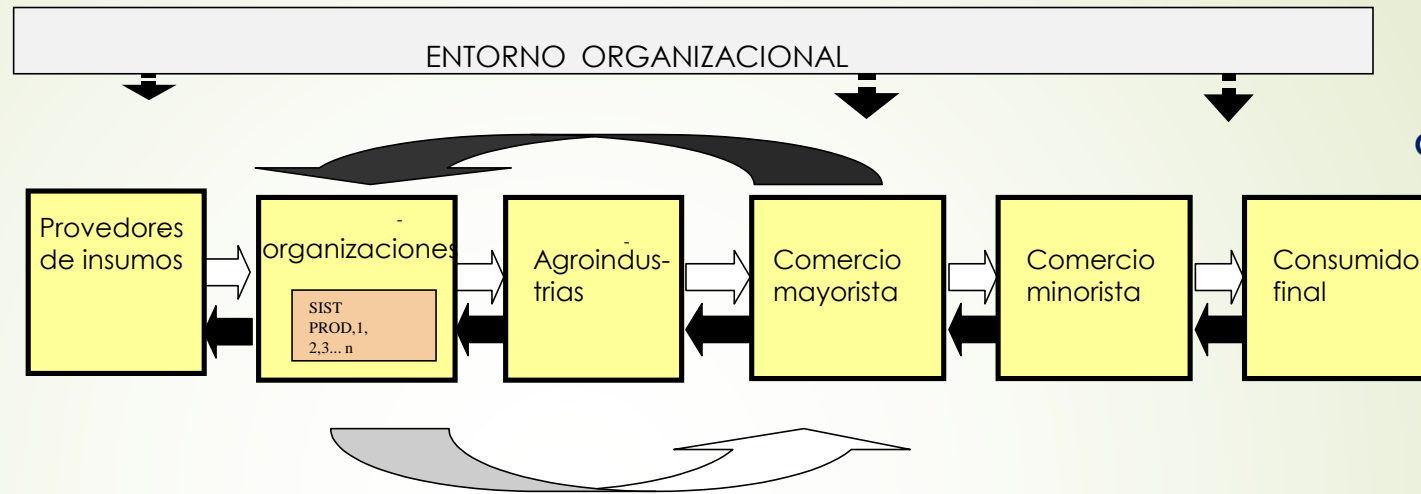 ENTORNO ORGANIZACIONAL
Provedores
de insumos
-
organizaciones
SIST
PROD,1,
2,3... n
-
Agroindus-
trias
Comercio
mayorista
Comercio
minorista
Consumido
final